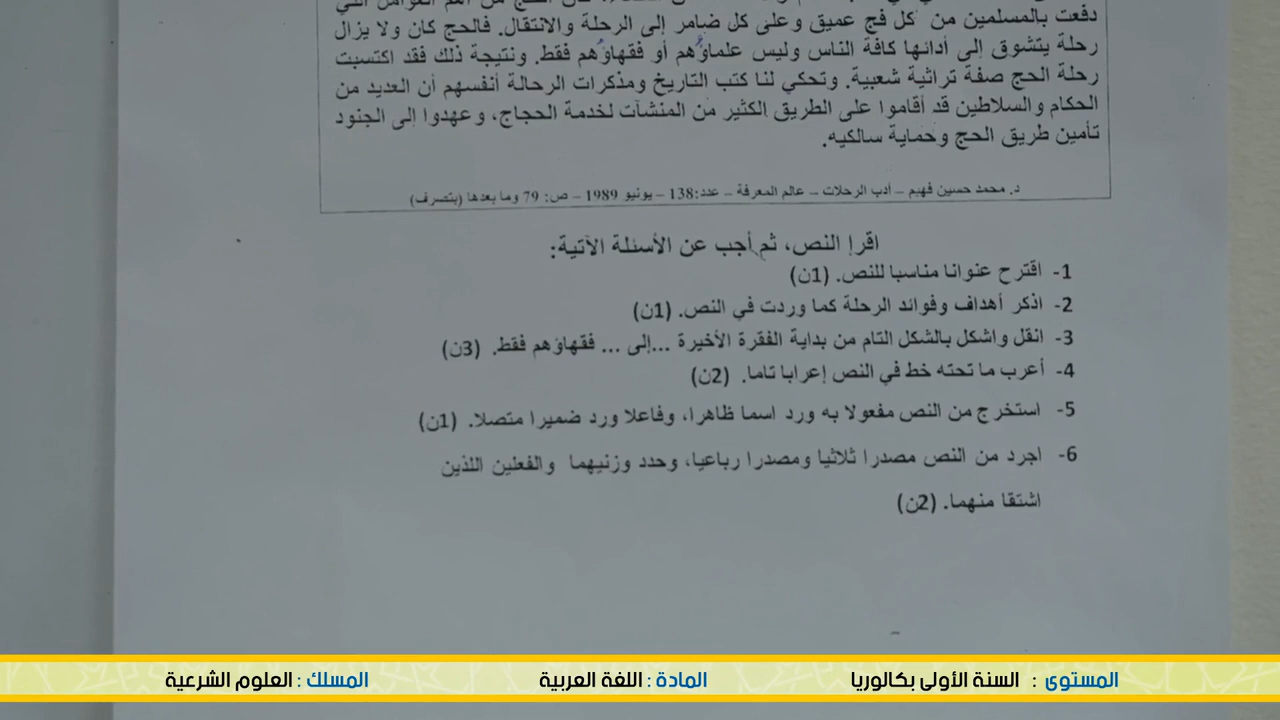 دفعت بالمسلمين من كل فج عميق وعلى كل ضامر إلى الرحلة والانتقال. فالحج كان ولا يزال
رحلة يتشوق إلى أدائها كافة الناس وليس علماؤهم أو فقهاؤهم فقط. ونتيجة ذلك فقد اكتسبت
رحلة الحج صفة تراثية شعبية. وتحكي لنا كتب التاريخ ومذكرات الرحالة أنفسهم أن العديد من
الحكام والسلاطين قد أقاموا على الطريق الكثير من المنشآت لخدمة الحجاج، وعهدوا إلى الجنود
تأمين طريق الحج وحماية سالكيه.
د. محمد حسين فهيم – أدب الرحلات – عالم المعرفة – عدد:138 – يونيو 1989 – ص: 79 وما بعدها (بتصرف)
اقرإ النص، ثم أجب عن الأسئلة الآتية:
1- اقترح عنوانا مناسبا للنص. (1ن)
2- اذكر أهداف وفوائد الرحلة كما وردت في النص. (1ن)
3- انقل واشكل بالشكل التام من بداية الفقرة الأخيرة ...إلى ... فقهاؤهم فقط. (3ن)
4- أعرب ما تحته خط في النص إعرابا تاما. (2ن)
5- استخرج من النص مفعولا به ورد اسما ظاهرا، وفاعلا ورد ضميرا متصلا. (1ن)
6- اجرد من النص مصدرا ثلاثيا ومصدرا رباعيا، وحدد وزنيهما والفعلين اللذين
اشتقا منهما. (2ن)
المستوى : السنة الأولى بكالوريا المادة : اللغة العربية المسلك : العلوم الشرعية